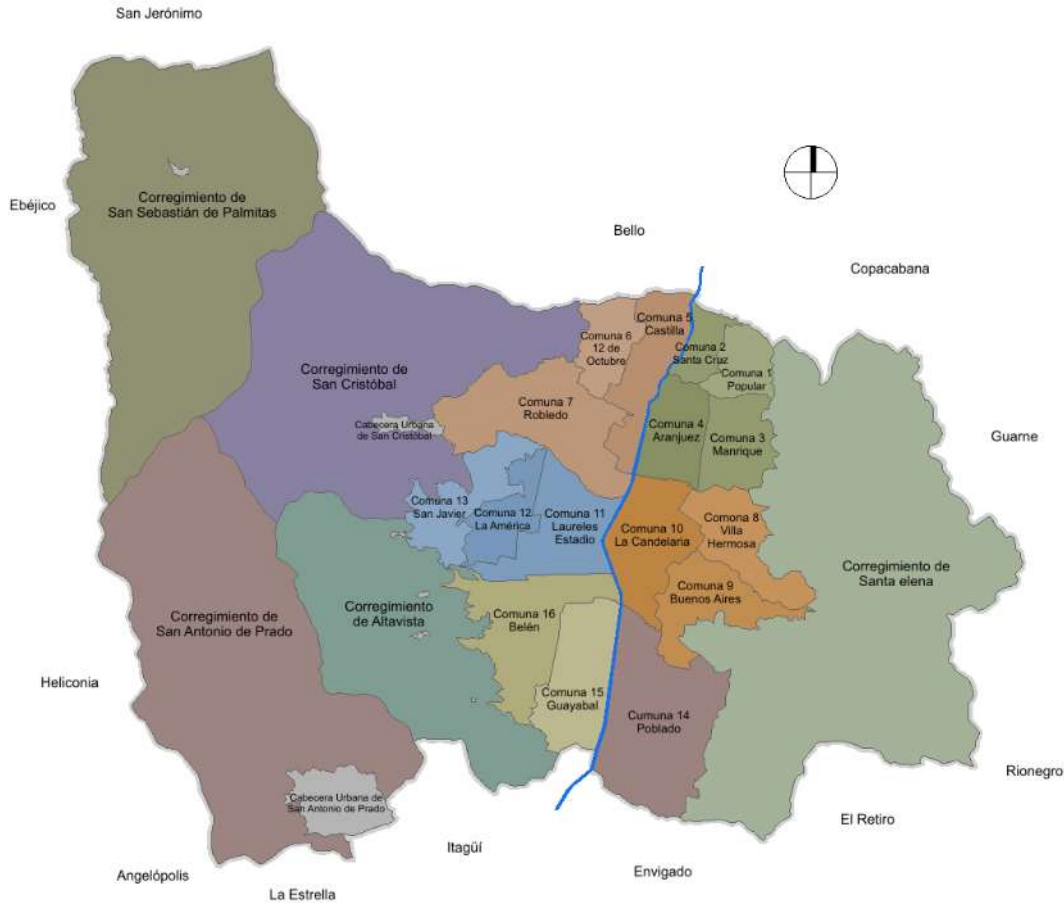 San Jerónimo
Ebéjico
Corregimiento de
San Sebastián de Palmitas
Bello
Copacabana
Comuna 5
Castilla
Comuna 6
12 de
Octubre
Comuna 2
Santa Cruz
Comuna 1
Popular
Corregimiento de
San Cristóbal
Comuna 7
Robledo
Cabecera Urbana
de San Cristóbal
Comuna 4
Aranjuez
Comuna 3
Manrique
Guarne
Comuna 13
San Javier
Comuna 12
La América
Comuna 11
Laureles
Estadio
Comuna 10
La Candelaria
Comona 8
Villa
Hermosa
Corregimiento de
Santa elena
Comuna 9
Buenos Aires
Corregimiento de
San Antonio de Prado
Corregimiento
de Altavista
Comuna 16
Belén
Heliconia
Comuna 15
Guayabal
Cumuna 14
Poblado
Cabecera Urbana de
San Antonio de Prado
Rionegro
El Retiro
Itagüí
Envigado
Angelópolis
La Estrella